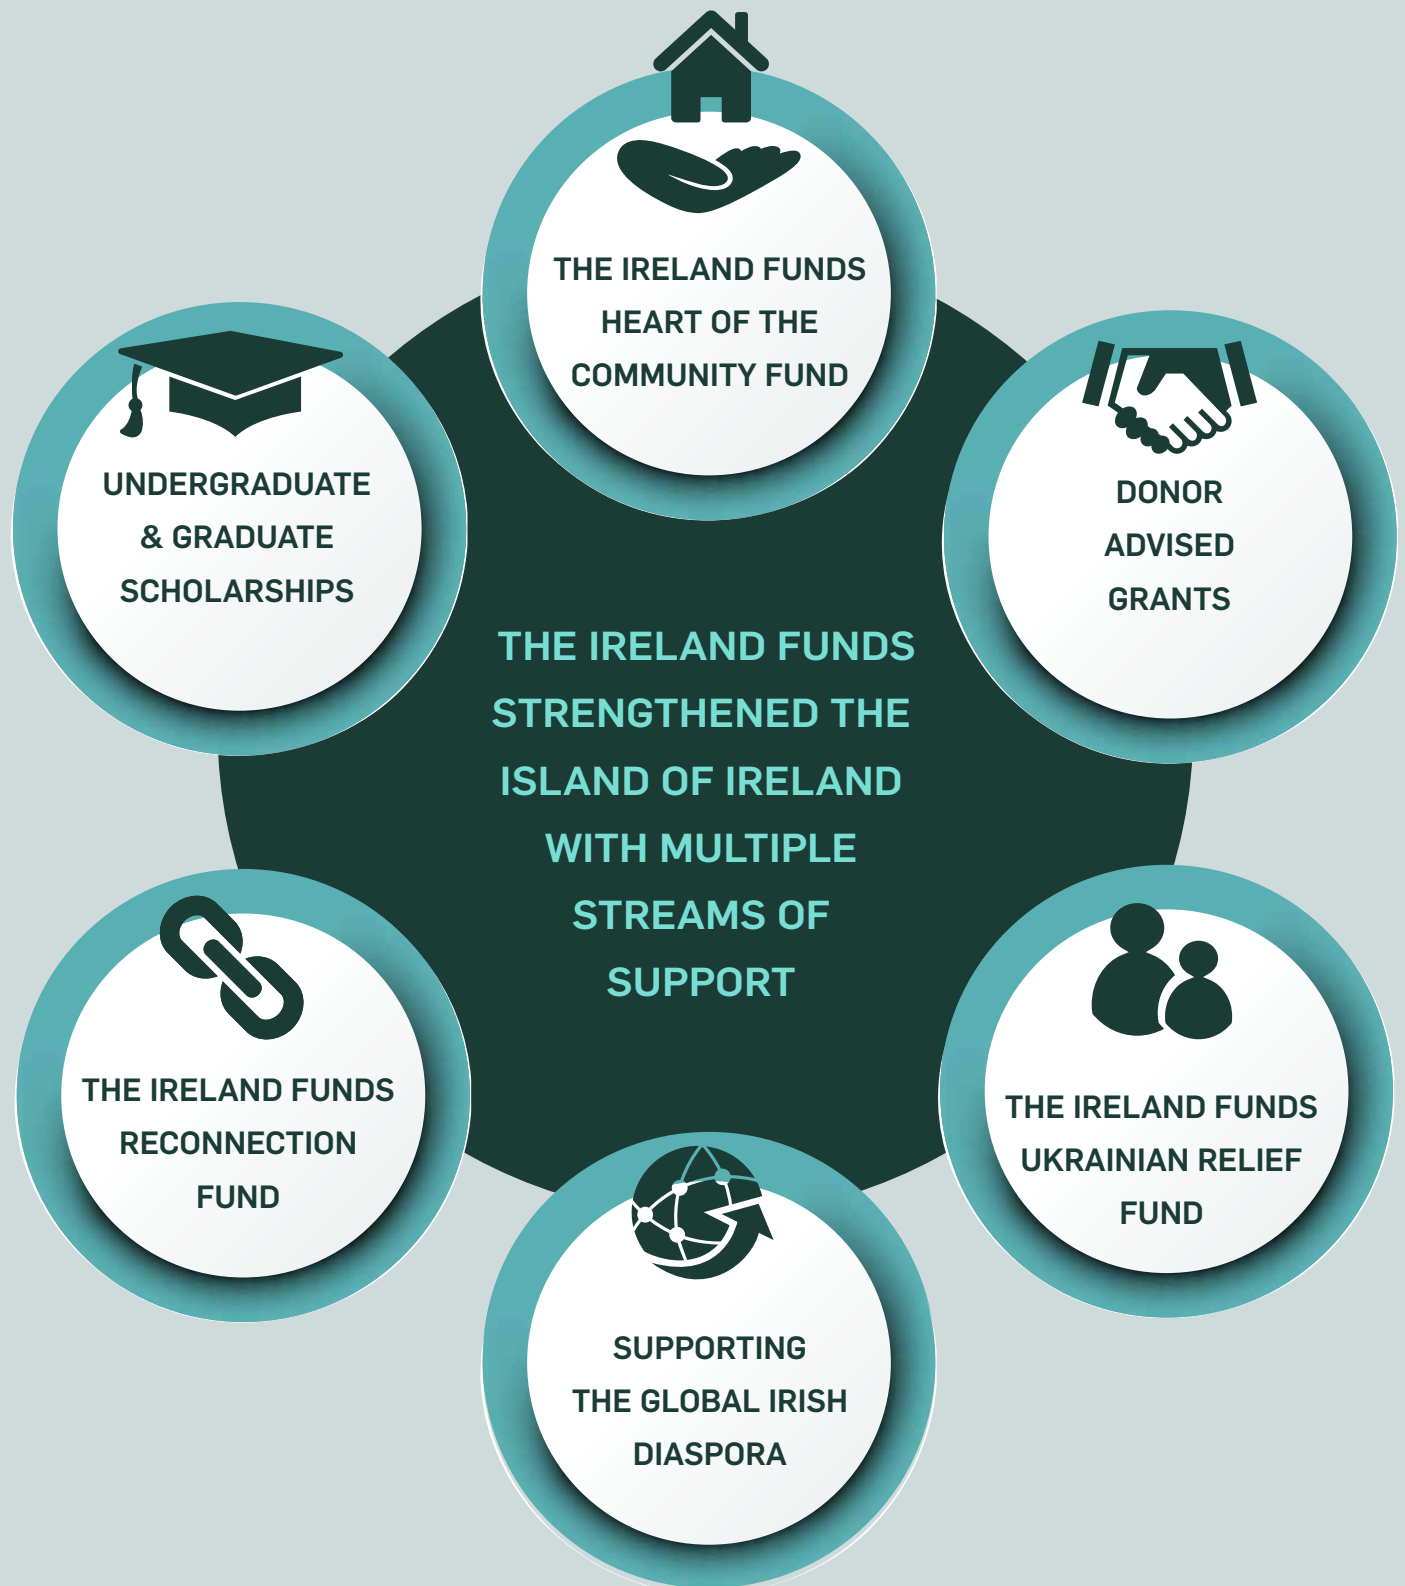 THE IRELAND FUNDS
HEART OF THE
COMMUNITY FUND
UNDERGRADUATE
& GRADUATE
SCHOLARSHIPS
DONOR
ADVISED
GRANTS
THE IRELAND FUNDS
STRENGTHENED THE
ISLAND OF IRELAND
WITH MULTIPLE
STREAMS OF
SUPPORT
THE IRELAND FUNDS
RECONNECTION
FUND
THE IRELAND FUNDS
UKRAINIAN RELIEF
FUND
SUPPORTING
THE GLOBAL IRISH
DIASPORA